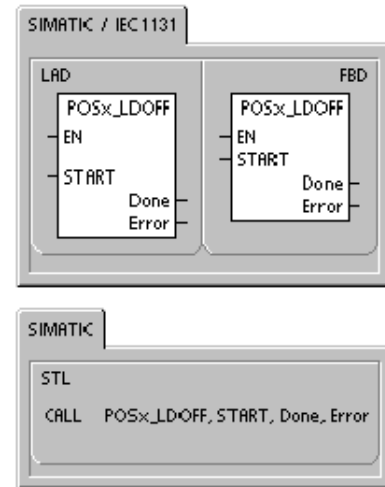 SIMATIC / IEC1131
LAD
FBD
POSx_LDOFF
EN
START
Done
Error
POSx_LDOFF
EN
START
Done
Error
SIMATIC
STL
CALL POSx_LDOFF, START, Done, Error